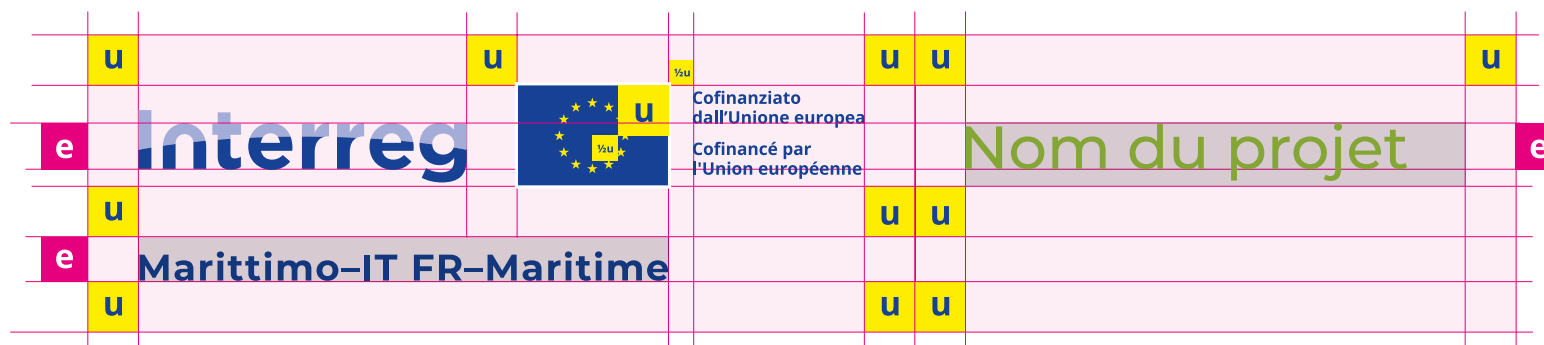 u u u u u
½u
Interreg
u
½u
Cofinanziato
dall'Unione europea
Cofinancé par
l'Union européenne
Nom du projet
e e
u u u
e
Marittimo–IT FR–Maritime
u u u